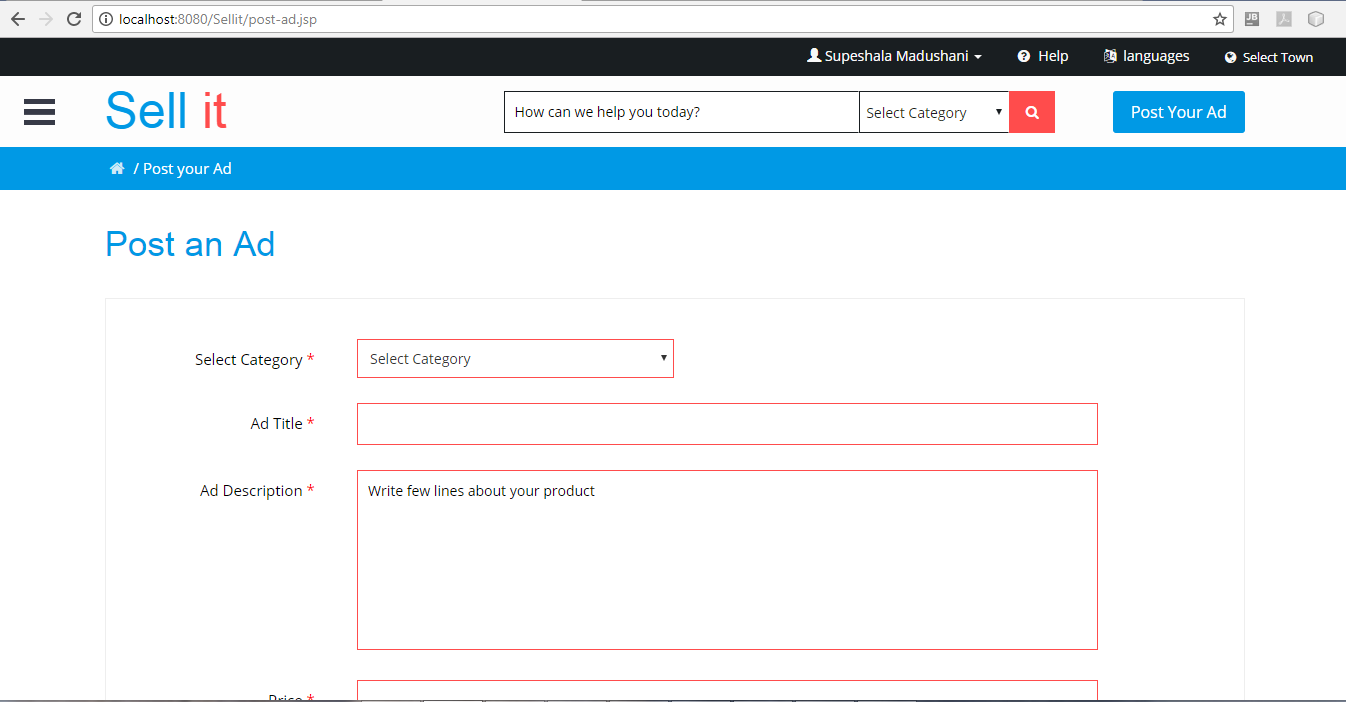 localhost:8080/Sellit/post-ad.jsp
JB
Supeshala Madushani
Help
languages
Select Town
Sell it
How can we help you today?
Select Category
Post Your Ad
/ Post your Ad
Post an Ad
Select Category *
Select Category
Ad Title *
Ad Description *
Write few lines about your product
Price *